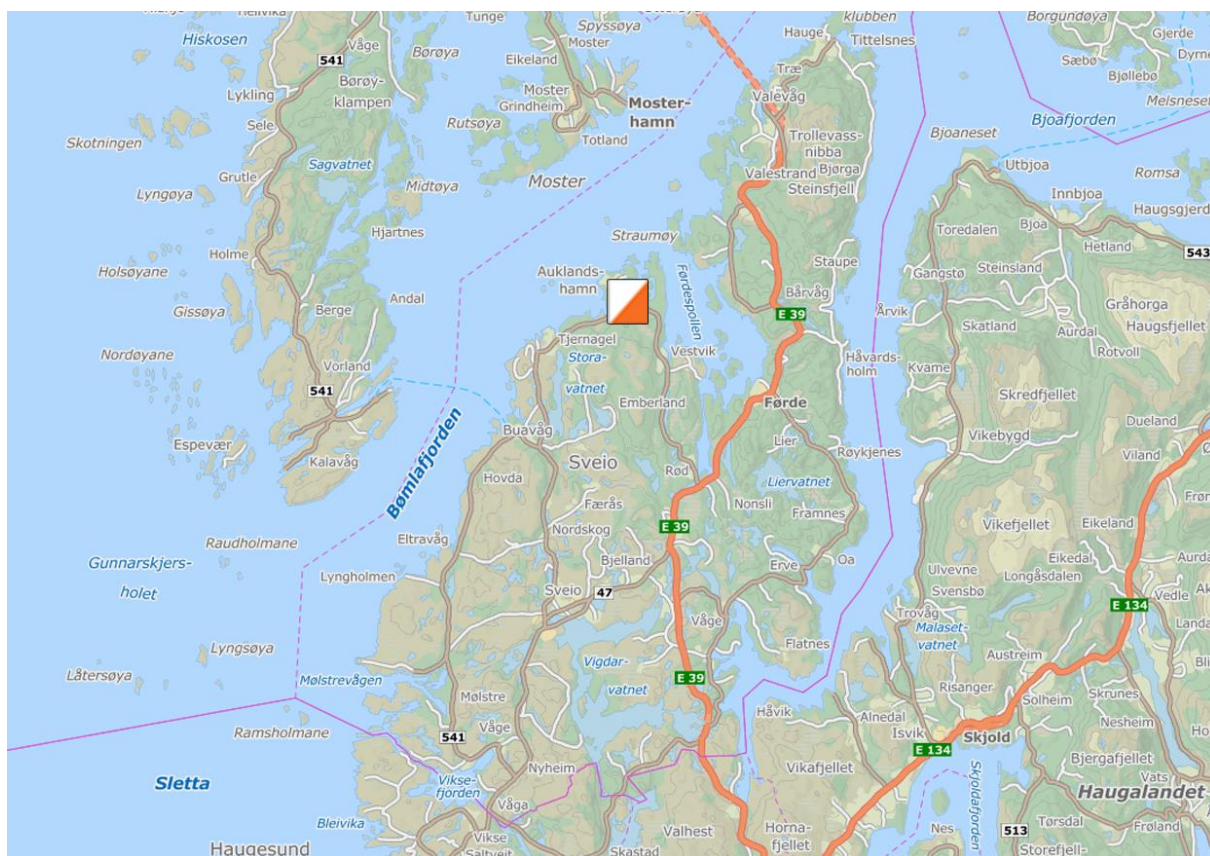 klubben
Hiskosen
Våge
Spyssøya
Tunge
Moster
Hauge
Tittelsnes
Borgundøya
Gjerde
541
Børøya
Eikeland
Sæbø
Dyrne
Træ
Bjøllebø
Lykling
Børøy-
klampen
Moster
Grindheim
Moster-
hamn
Valevåg
Melsneset
Sele
Rutsøya
Bjoafjorden
Skotningen
Totland
Trollevass-
nibba
Bjoaneset
Sagvatnet
Utbjoa
Grutle
Midtøya
Moster
Valestrand
Bjørga
Steinsfjell
Romsa
Lyngøya
Innbjoa
Haugsgjerd
Hjartnes
Straumøy
Toredalen
Bjoa
Hetland
Holme
543
Holsøyane
Auklands-
hamn
Førdespollen
Staupe
Gangstø
Steinsland
Andal
Bårvåg
Gråhorga
Gissøya
Berge
E 39
Årvik
Skatland
Aurdal
Haugsfjellet
Tjernagel
Rotvoll
Nordøyane
Stora-
vatnet
Vestvik
Håvards-
holm
Vorland
Kvame
541
Skredfjellet
Emberland
Førde
Dueland
Bømlafjorden
Buavåg
Espevær
Lier
Vikebygd
Viland
Kalavåg
Sveio
Røykjenes
Rød
Hovda
Liervatnet
Færås
Nonsli
Framnes
Nordskog
E 39
Vikefjellet
Eikeland
Raudholmane
Eltravåg
Bjelland
Oa
Eikedal
Aurda
Gunnarskjers-
holet
Erve
Ulvevne
Longåsdalen
Lyngholmen
Svensbø
Sveio
47
Vedle
Trovåg
E 134
Våge
Malaset-
vatnet
Landa
Flatnes
Lyngsøya
Austreim
Låtersøya
Vigdar-
vatnet
E 39
Mølstrevågen
Risanger
Solheim
Skrunes
Mølstre
Håvik
Alnedal
Nesheim
Ramsholmane
Våge
Isvik
Skjold
541
E 134
Bjergafjellet
Sletta
Nyheim
Vikafjellet
Vikse-
fjorden
Vats
Haugalandet
Våga
Skjoldafjorden
Bleivika
Vikse
Valhest
Horna-
fjellet
Nes
513
Tørsdal
Frøland
Haugesund
Skastad
Storefjell-